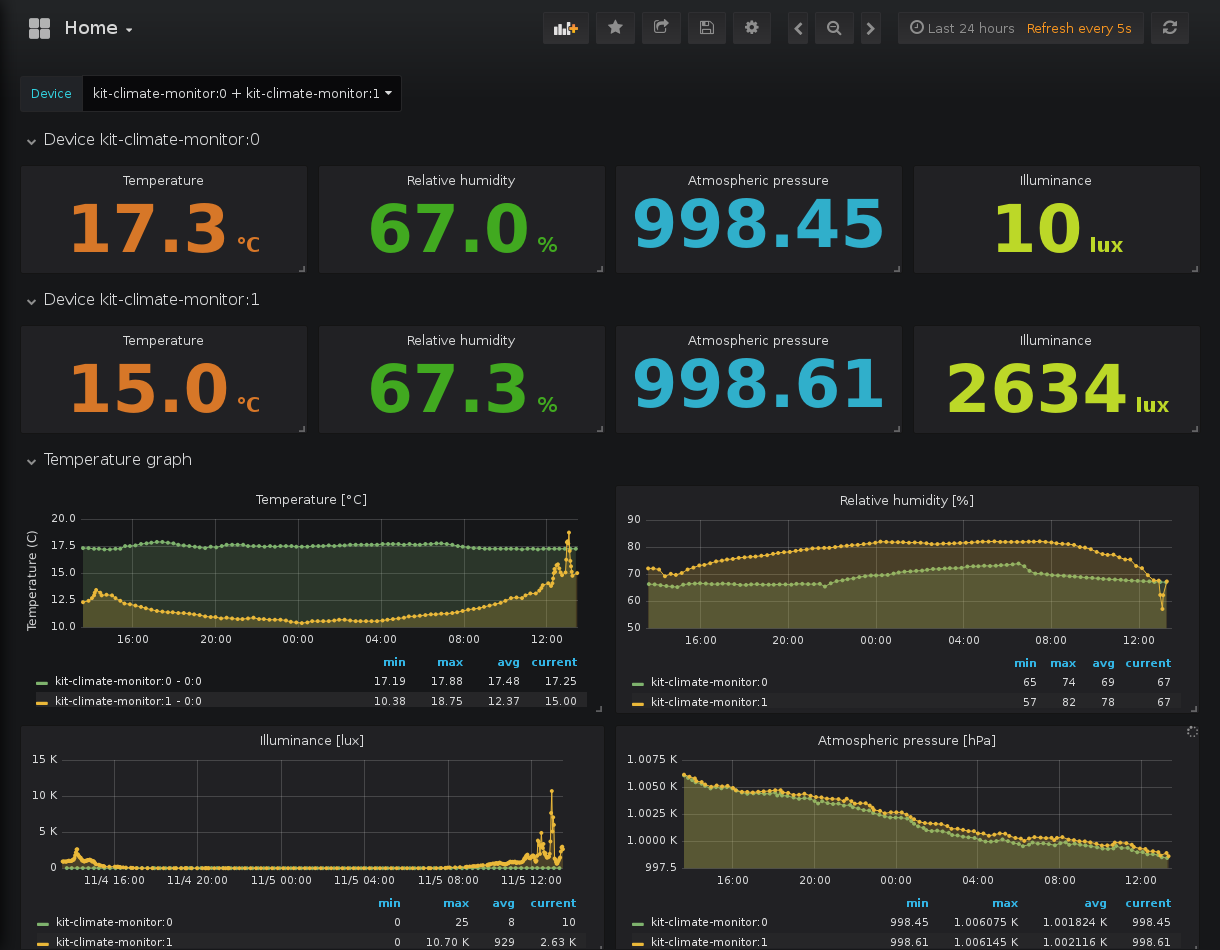 Home
Last 24 hours Refresh every 5s
Device kit-climate-monitor:0 + kit-climate-monitor:1
Device kit-climate-monitor:0
Temperature Relative humidity Atmospheric pressure Illuminance
17.3 °C 67.0 % 998.45 10 lux
Device kit-climate-monitor:1
Temperature Relative humidity Atmospheric pressure Illuminance
15.0 °C 67.3 % 998.61 2634 lux
Temperature graph
Temperature [°C]
Temperature (C)
20.0
17.5
15.0
12.5
10.0
16:00 20:00 00:00 04:00 08:00 12:00
min max avg current
kit-climate-monitor:0 - 0:0 17.19 17.88 17.48 17.25
kit-climate-monitor:1 - 0:0 10.38 18.75 12.37 15.00
Relative humidity [%]
90
80
70
60
50
16:00 20:00 00:00 04:00 08:00 12:00
min max avg current
kit-climate-monitor:0 65 74 69 67
kit-climate-monitor:1 57 82 78 67
Illuminance [lux]
15 K
10 K
5 K
0
11/4 16:00 11/4 20:00 11/5 00:00 11/5 04:00 11/5 08:00 11/5 12:00
min max avg current
kit-climate-monitor:0 0 25 8 10
kit-climate-monitor:1 0 10.70 K 929 2.63 K
Atmospheric pressure [hPa]
1.0075 K
1.0050 K
1.0025 K
1.0000 K
997.5
16:00 20:00 00:00 04:00 08:00 12:00
min max avg current
kit-climate-monitor:0 998.45 1.006075 K 1.001824 K 998.45
kit-climate-monitor:1 998.61 1.006145 K 1.002116 K 998.61